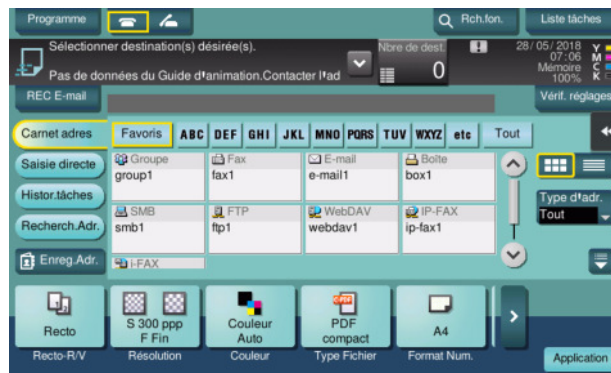 Programme
Rch.fon.
Liste tâches
Sélectionner destination(s) désirée(s).
Nbre de dest.
0
28/05/2018
07:06
Mémoire
100%
Y
M
C
K
Pas de données du Guide d'animation.Contacter l'ad
REC E-mail
Vérif. réglages
Carnet adres
Favoris
ABC
DEF
GHI
JKL
MNO
PQRS
TUV
WXYZ
etc
Tout
Saisie directe
Groupe
group1
Fax
fax1
E-mail
e-mail1
Boîte
box1
Histor.tâches
Type d'adr.
Tout
Recherch.Adr.
SMB
smb1
FTP
ftp1
WebDAV
webdav1
IP-FAX
ip-fax1
Enreg.Adr.
i-FAX
Recto
S 300 ppp
F Fin
Couleur
Auto
PDF
compact
A4
Recto-R/V
Résolution
Couleur
Type Fichier
Format Num.
Application